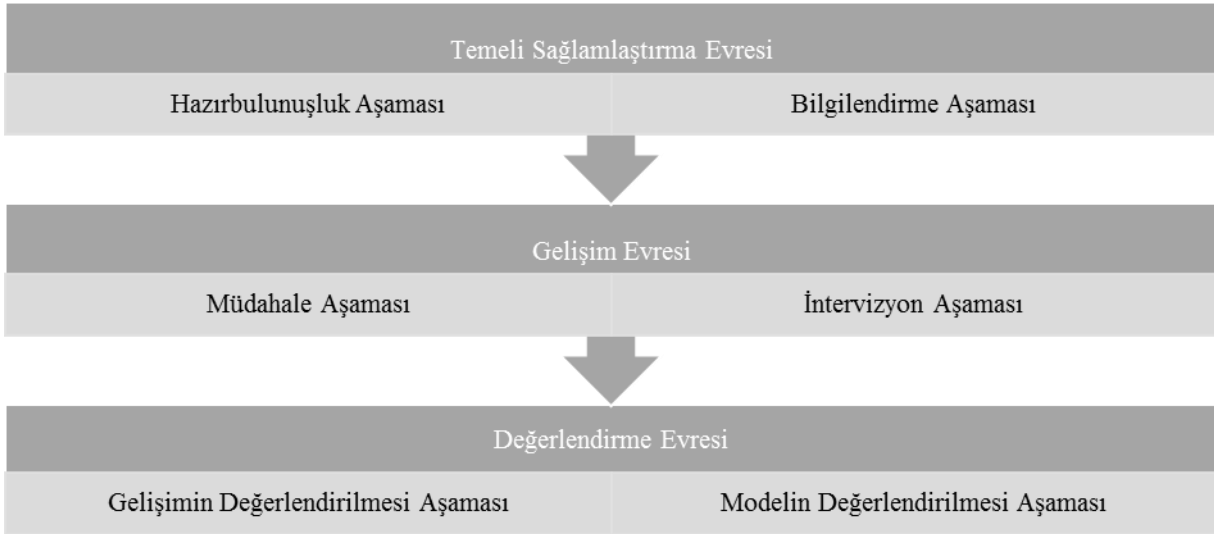 Temeli Sağlamlaştırma Evresi
Hazırbulunuşluk Aşaması
Bilgilendirme Aşaması
Gelişim Evresi
Müdahale Aşaması
İntervizyon Aşaması
Değerlendirme Evresi
Gelişimin Değerlendirilmesi Aşaması
Modelin Değerlendirilmesi Aşaması